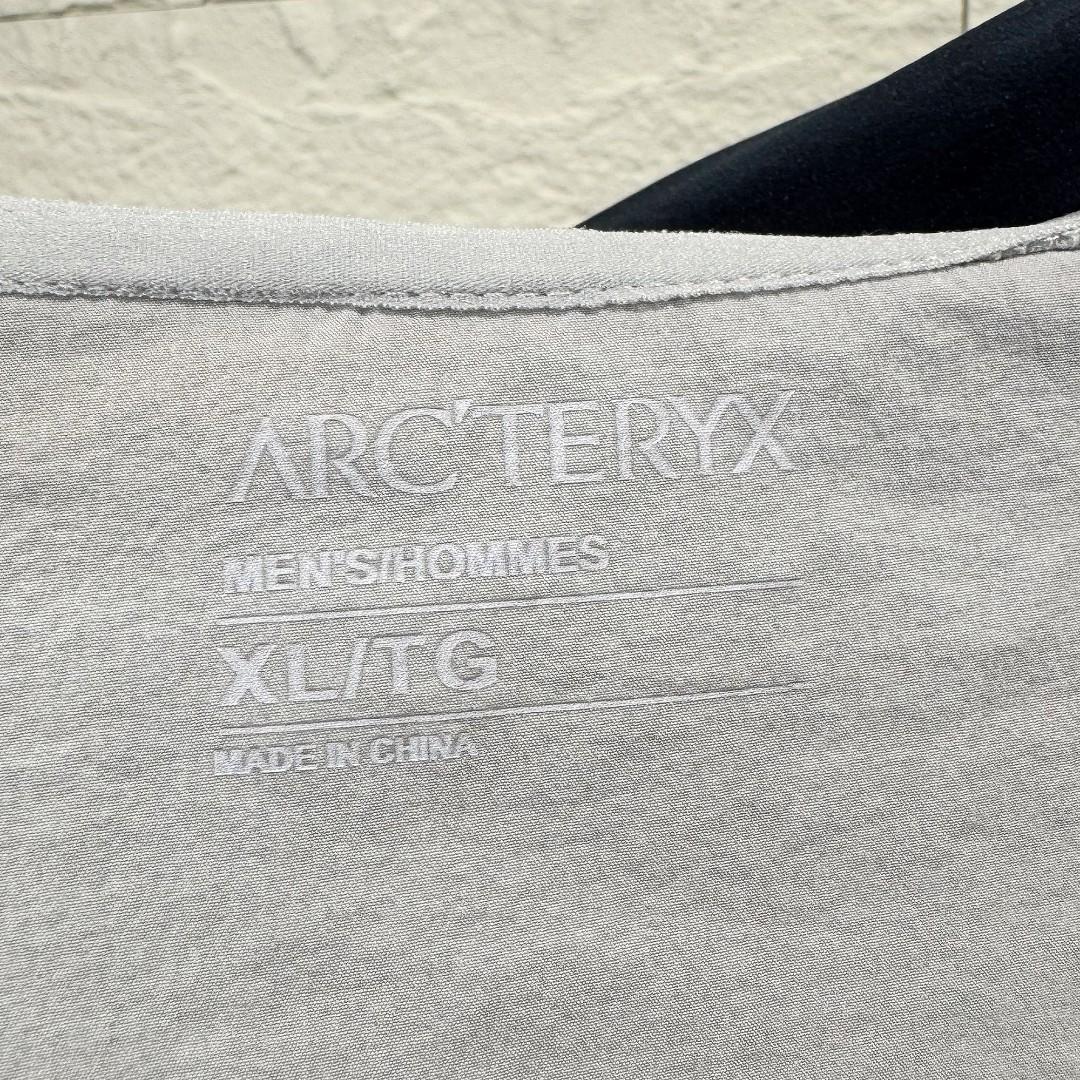 ARC'TERYX
MEN'S/HOMMES
XL/TG
MADE IN CHINA